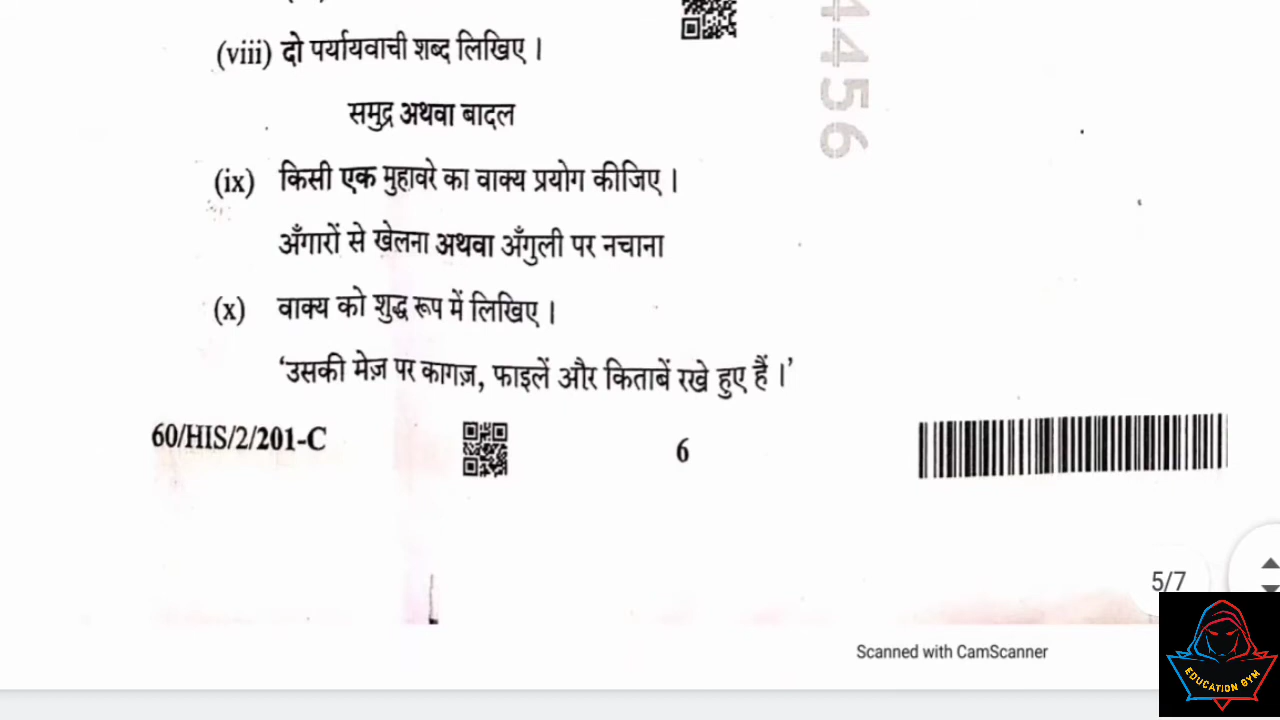 4456
(viii) दो पर्यायवाची शब्द लिखिए।
समुद्र अथवा बादल
(ix) किसी एक मुहावरे का वाक्य प्रयोग कीजिए।
अँगारों से खेलना अथवा अँगुली पर नचाना
(x) वाक्य को शुद्ध रूप में लिखिए।
‘उसकी मेज़ पर कागज़, फाइलें और किताबें रखे हुए हैं।’
60/HIS/2/201-C 6
5/7
Scanned with CamScanner
EDUCATION GYM